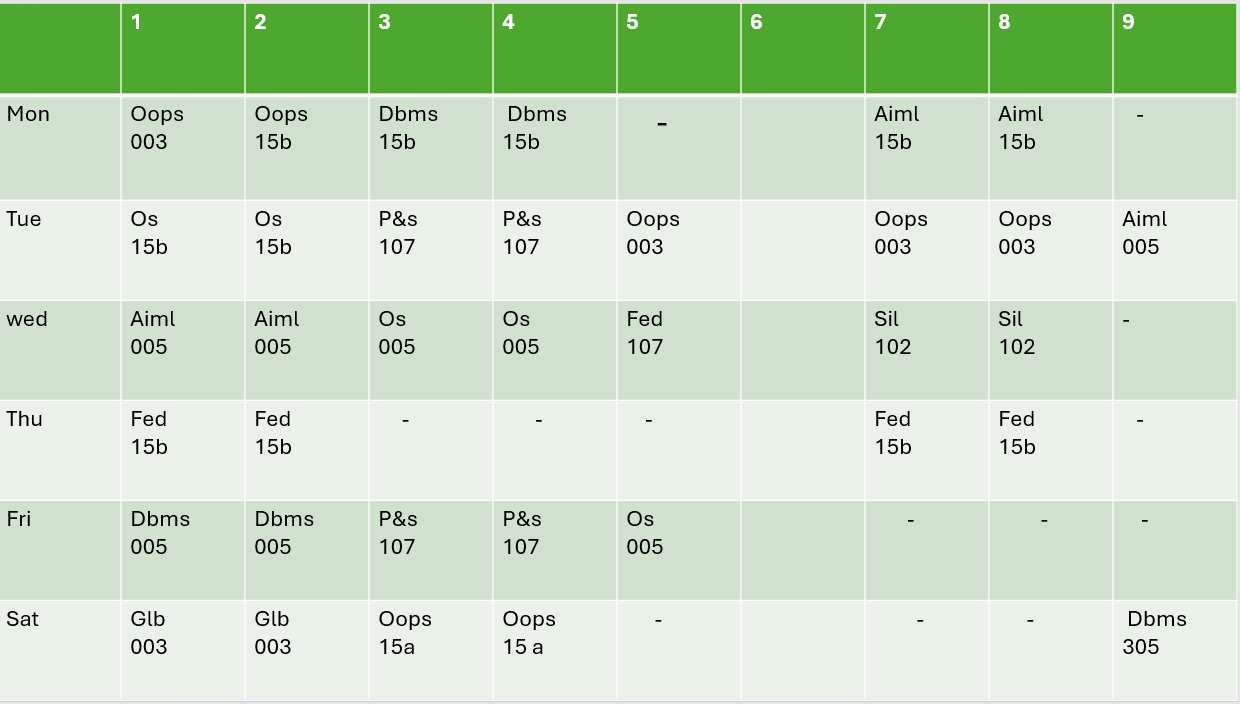 1 2 3 4 5 6 7 8 9
Mon Oops Oops Dbms Dbms - Aiml Aiml -
003 15b 15b 15b 15b 15b
Tue Os Os P&s P&s Oops Oops Oops Aiml
15b 15b 107 107 003 003 003 005
wed Aiml Aiml Os Os Fed Sil Sil -
005 005 005 005 107 102 102
Thu Fed Fed - - - Fed Fed -
15b 15b 15b 15b
Fri Dbms Dbms P&s P&s Os - - -
005 005 107 107 005
Sat Glb Glb Oops Oops - - - Dbms
003 003 15a 15 a 305